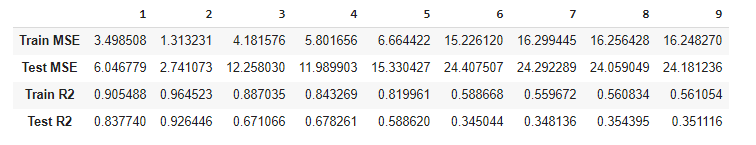 1 2 3 4 5 6 7 8 9
Train MSE 3.498508 1.313231 4.181576 5.801656 6.664422 15.226120 16.299445 16.256428 16.248270
Test MSE 6.046779 2.741073 12.258030 11.989903 15.330427 24.407507 24.292289 24.059049 24.181236
Train R2 0.905488 0.964523 0.887035 0.843269 0.819961 0.588668 0.559672 0.560834 0.561054
Test R2 0.837740 0.926446 0.671066 0.678261 0.588620 0.345044 0.348136 0.354395 0.351116